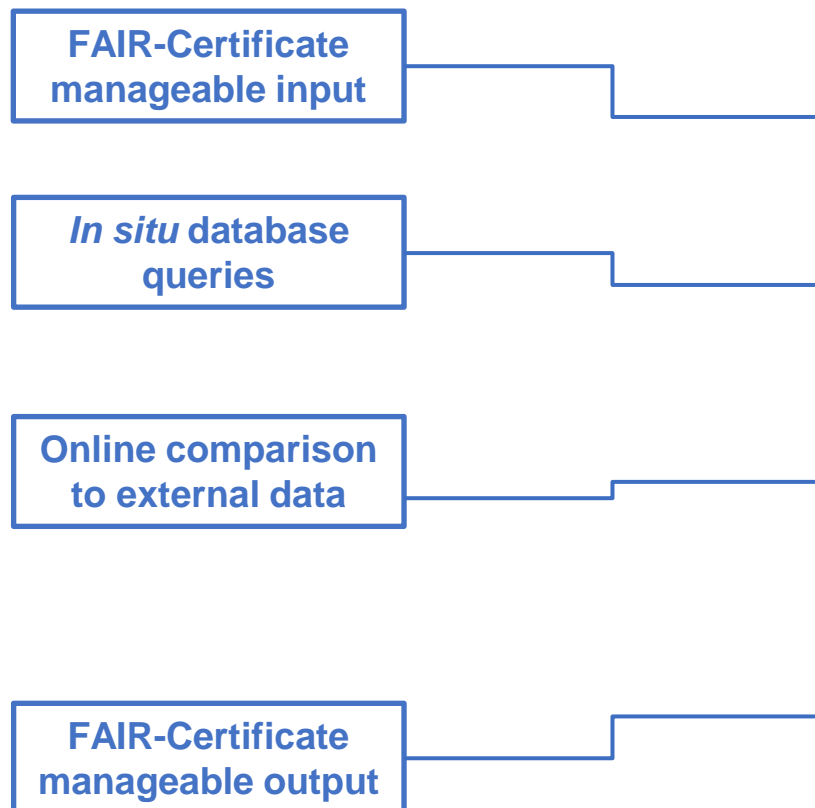 FAIR-Certificate
manageable input
In situ database
queries
Online comparison
to external data
FAIR-Certificate
manageable output